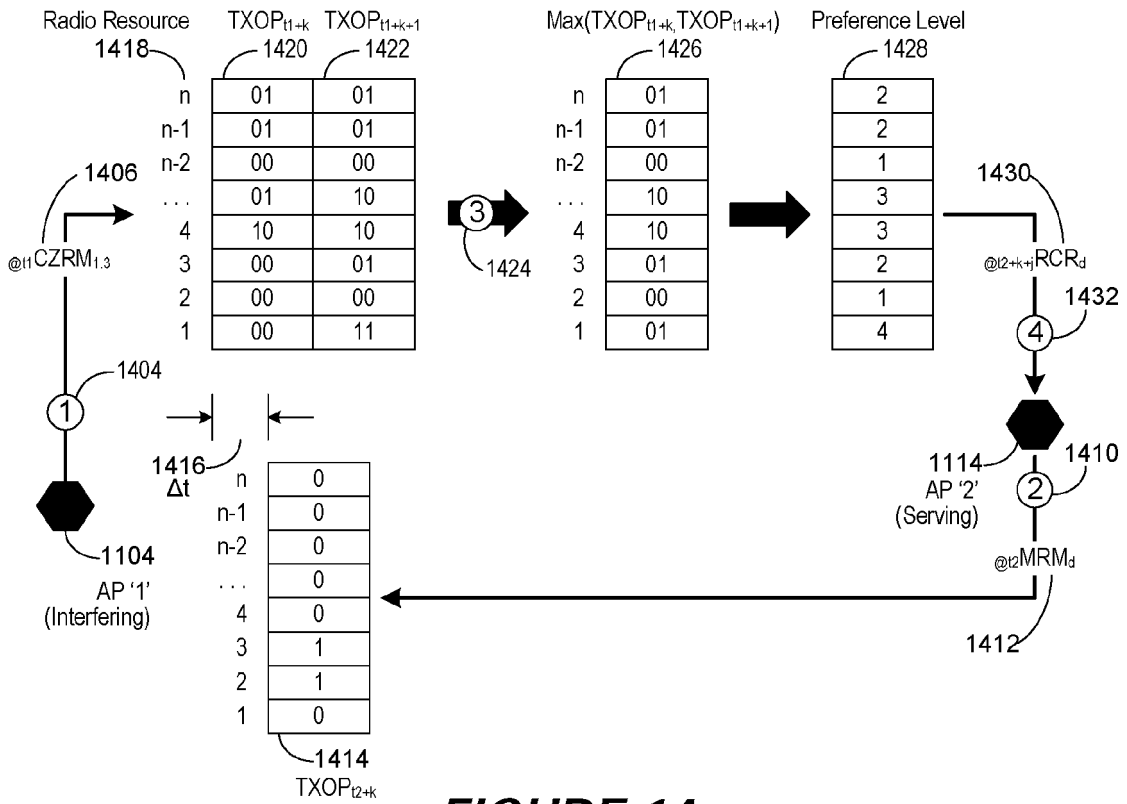 Radio Resource TXOPt1+k TXOPt1+k+1 Max(TXOPt1+k,TXOPt1+k+1) Preference Level
1418 1420 1422 1426 1428
n 01 01 n 01 2
n-1 01 01 n-1 01 2
n-2 00 00 n-2 00 1
. . . 01 10 . . . 10 3
4 10 10 4 10 3
3 00 01 3 01 2
2 00 00 2 00 1
1 00 11 1 01 4
1406
@t1CZRM1.3
3
1424
1430
@t2+k+jRCRd
1432
4
1404
1
1416
Δt
1104
AP ‘1’
(Interfering)
n 0
n-1 0
n-2 0
. . . 0
4 0
3 1
2 1
1 0
1414
TXOPt2+k
1114
AP ‘2’
(Serving)
1410
2
@t2MRMd
1412